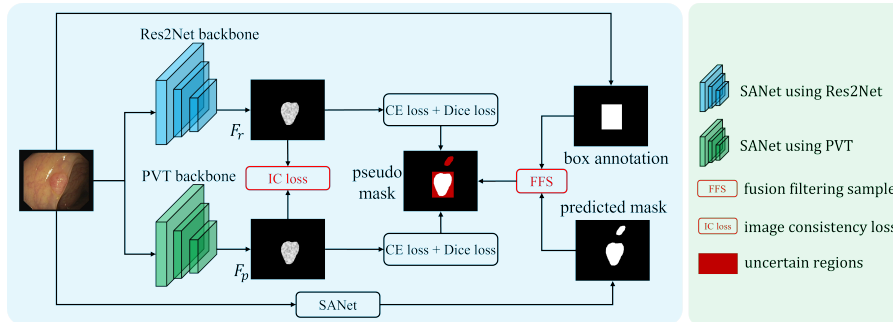 Res2Net backbone
F_r
CE loss + Dice loss
PVT backbone
IC loss
pseudo
mask
FFS
box annotation
predicted mask
F_p
CE loss + Dice loss
SANet
SANet using Res2Net
SANet using PVT
FFS
fusion filtering sample
IC loss
image consistency loss
uncertain regions